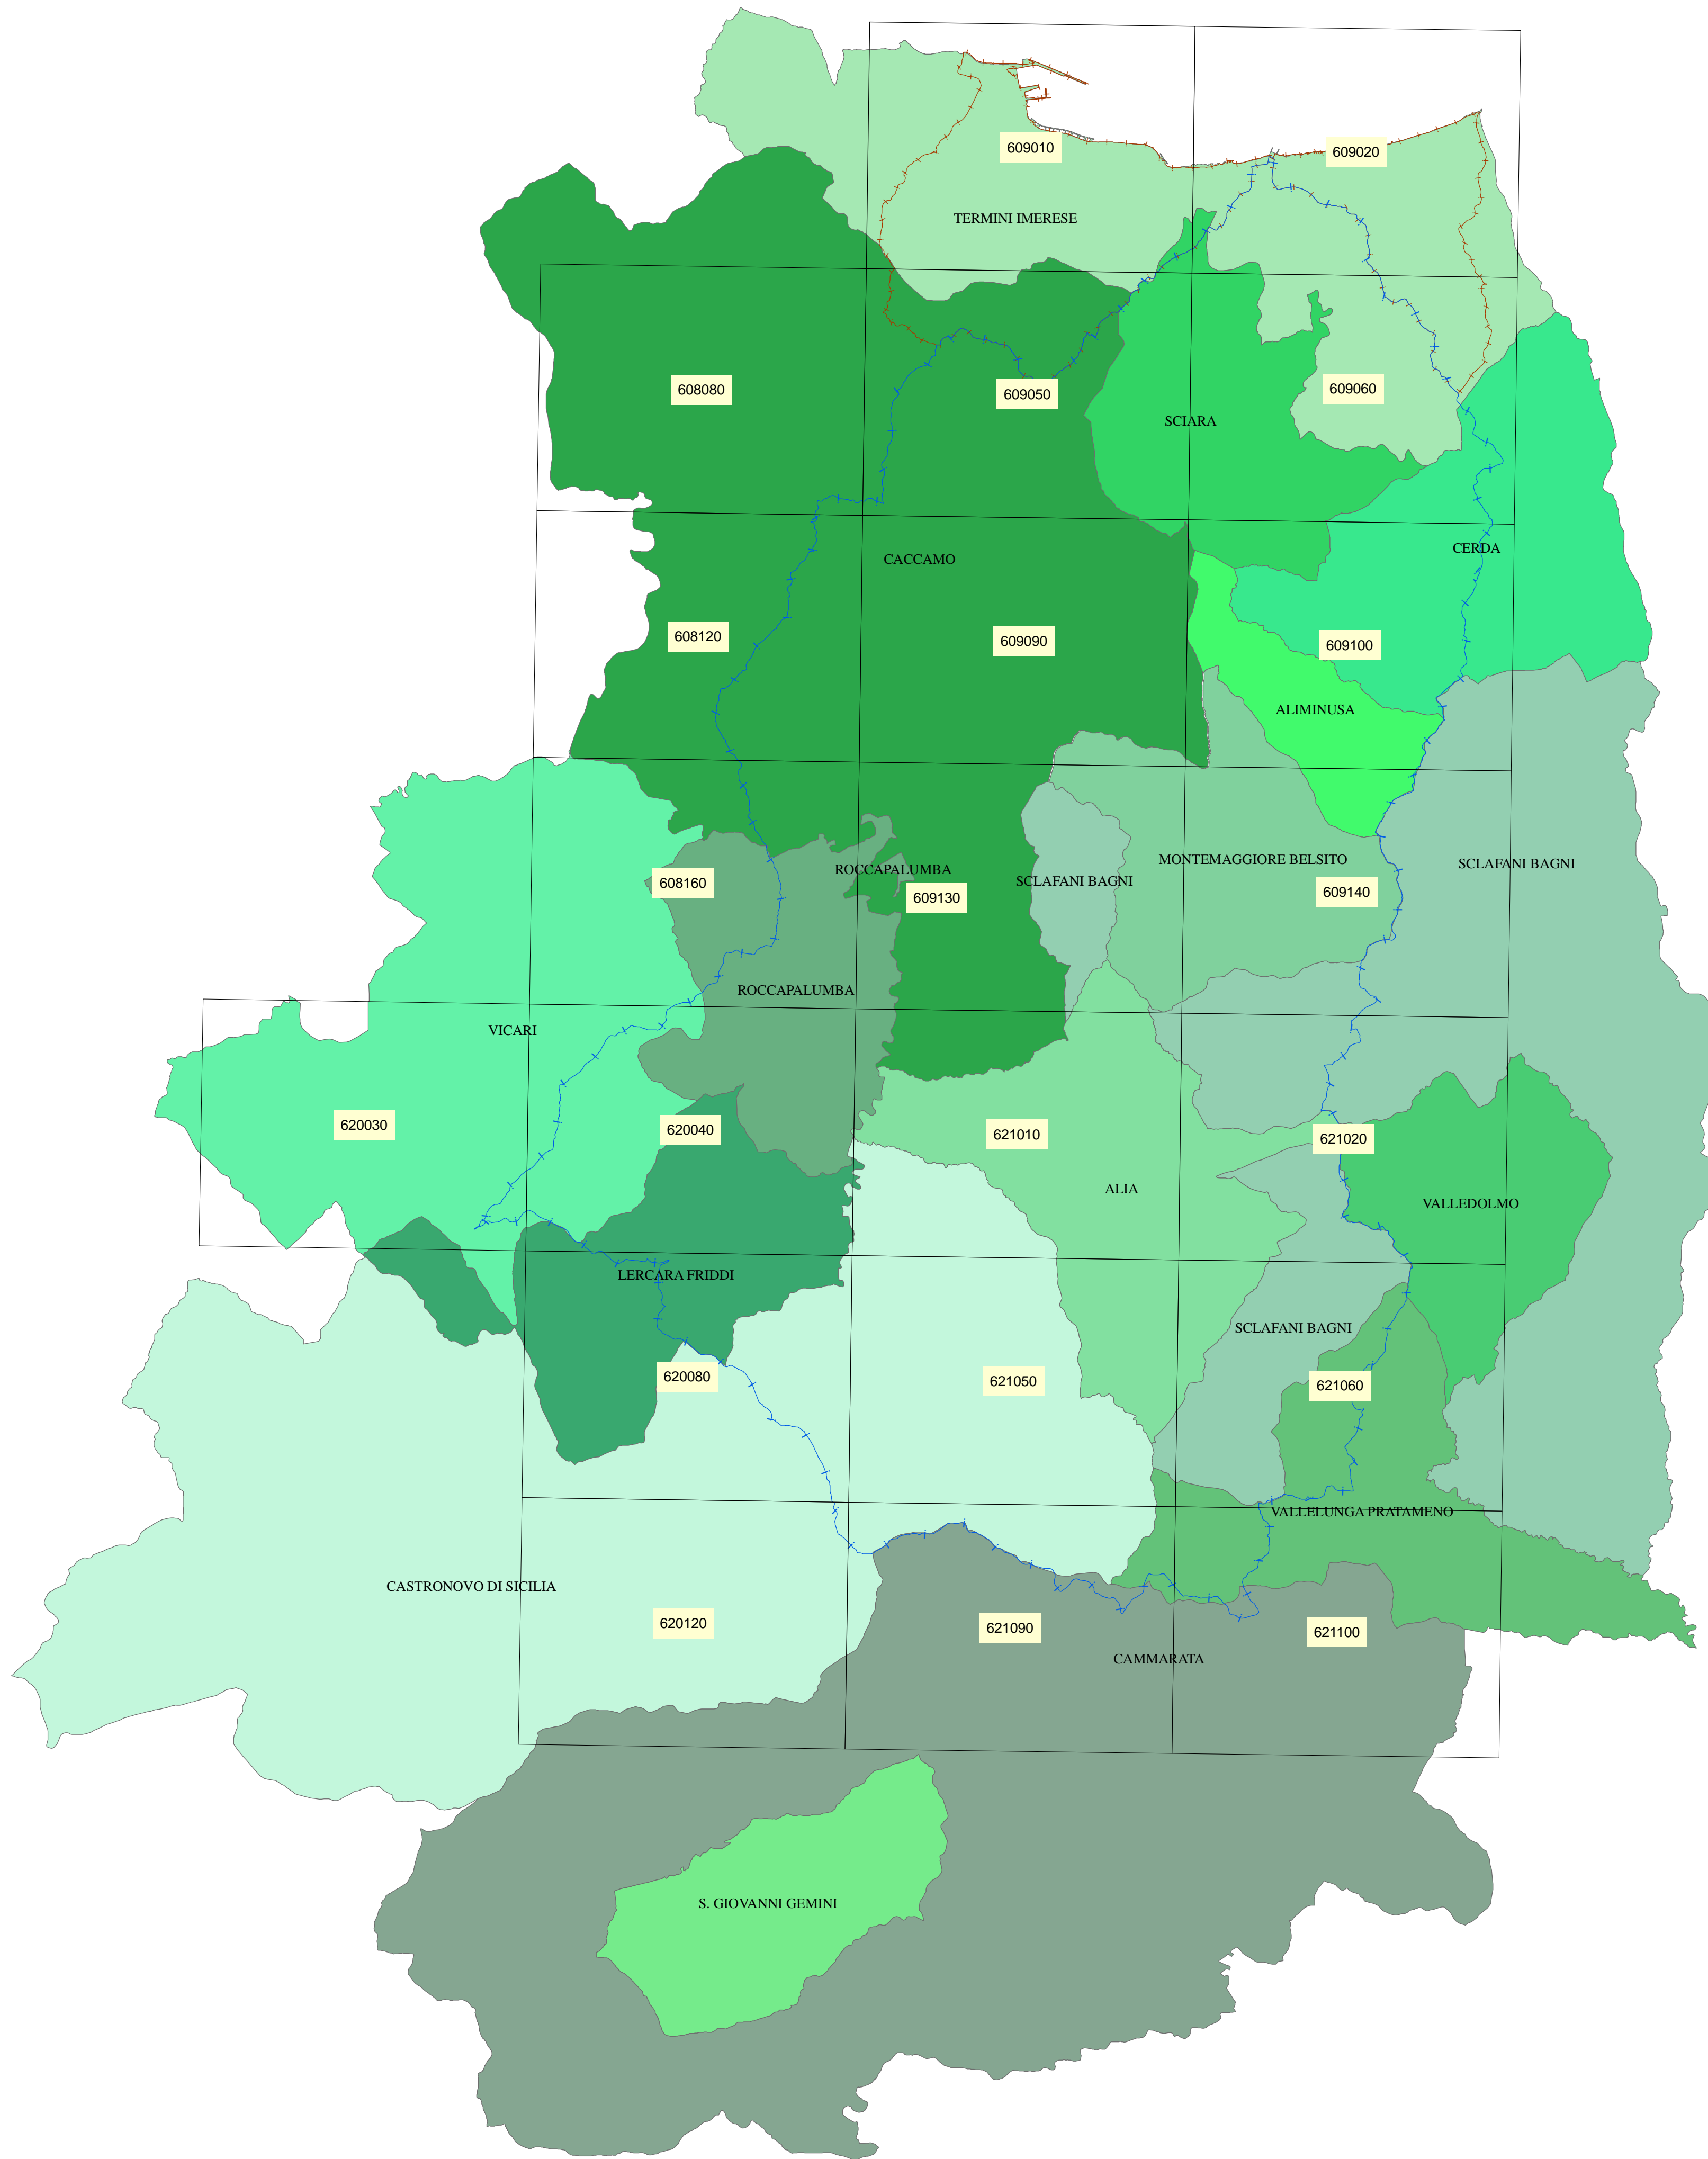 609010
609020
TERMINI IMERESE
608080
609050
609060
SCIARA
CERDA
CACCAMO
608120
609090
609100
ALIMINUSA
MONTEMAGGIORE BELSITO
SCLAFANI BAGNI
ROCCAPALUMBA
SCLAFANI BAGNI
608160
609130
609140
ROCCAPALUMBA
VICARI
620030
620040
621010
621020
ALIA
VALLEDOLMO
LERCARA FRIDDI
SCLAFANI BAGNI
620080
621050
621060
VALLELUNGA PRATAMENO
CASTRONOVO DI SICILIA
620120
621090
621100
CAMMARATA
S. GIOVANNI GEMINI